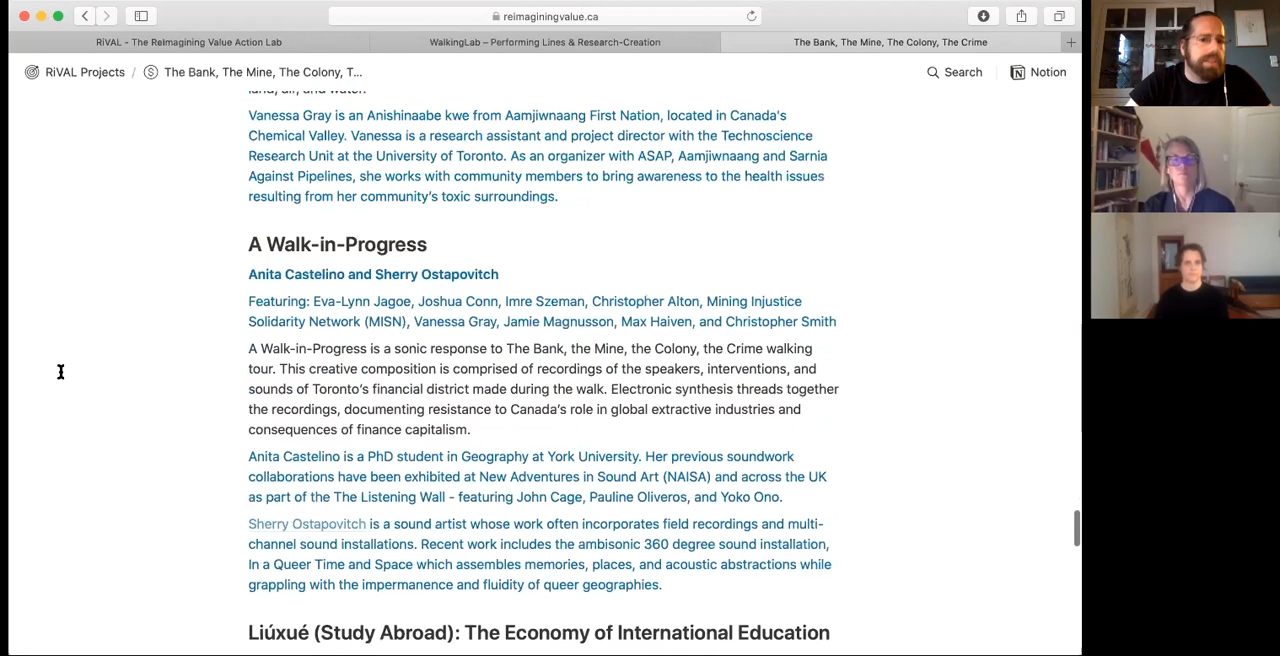 reimaginingvalue.ca
RiVAL - The Reimagining Value Action Lab
WalkingLab – Performing Lines & Research-Creation
The Bank, The Mine, The Colony, The Crime
RiVAL Projects / The Bank, The Mine, The Colony, T...
Search
Notion
land, air, and water.
Vanessa Gray is an Anishinaabe kwe from Aamjiwnaang First Nation, located in Canada's
Chemical Valley. Vanessa is a research assistant and project director with the Technoscience
Research Unit at the University of Toronto. As an organizer with ASAP, Aamjiwnaang and Sarnia
Against Pipelines, she works with community members to bring awareness to the health issues
resulting from her community's toxic surroundings.
A Walk-in-Progress
Anita Castelino and Sherry Ostapovitch
Featuring: Eva-Lynn Jagoe, Joshua Conn, Imre Szeman, Christopher Alton, Mining Injustice
Solidarity Network (MISN), Vanessa Gray, Jamie Magnusson, Max Haiven, and Christopher Smith
A Walk-in-Progress is a sonic response to The Bank, the Mine, the Colony, the Crime walking
tour. This creative composition is comprised of recordings of the speakers, interventions, and
sounds of Toronto's financial district made during the walk. Electronic synthesis threads together
the recordings, documenting resistance to Canada's role in global extractive industries and
consequences of finance capitalism.
Anita Castelino is a PhD student in Geography at York University. Her previous soundwork
collaborations have been exhibited at New Adventures in Sound Art (NAISA) and across the UK
as part of the The Listening Wall - featuring John Cage, Pauline Oliveros, and Yoko Ono.
Sherry Ostapovitch is a sound artist whose work often incorporates field recordings and multi-
channel sound installations. Recent work includes the ambisonic 360 degree sound installation,
In a Queer Time and Space which assembles memories, places, and acoustic abstractions while
grappling with the impermanence and fluidity of queer geographies.
Liúxué (Study Abroad): The Economy of International Education